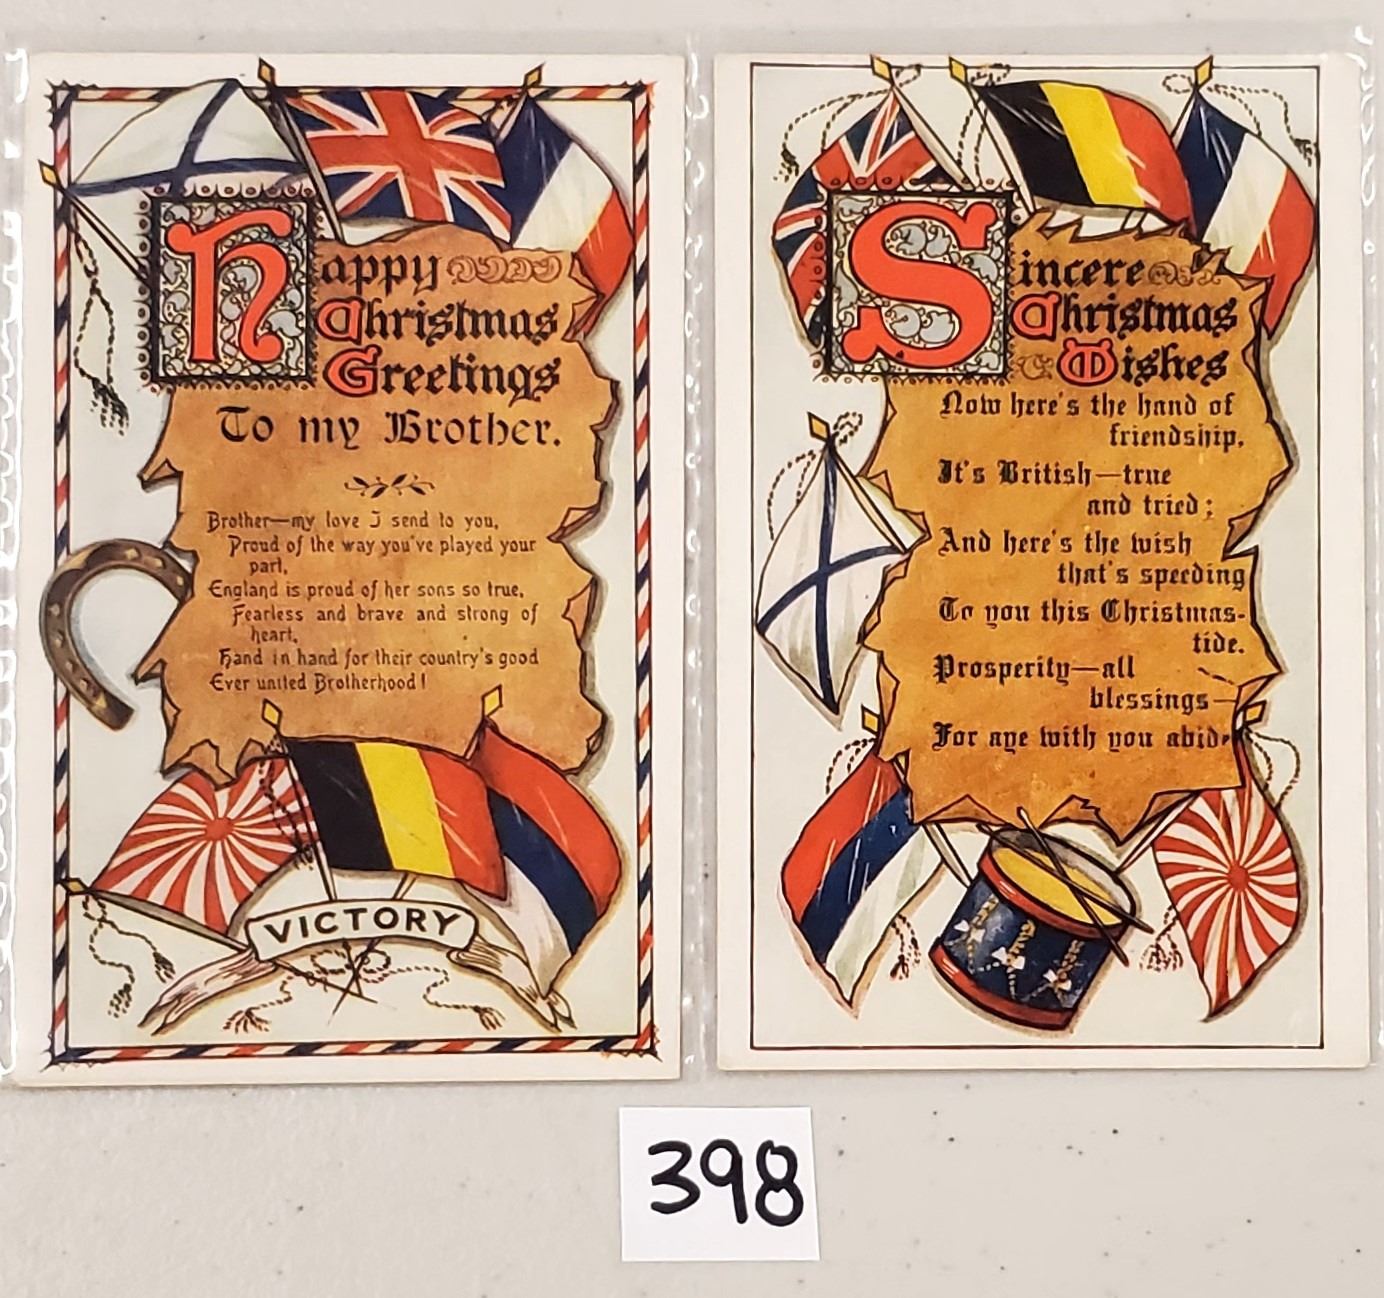 Happy
Christmas
Greetings
To my Brother.
Brother—my love I send to you,
Proud of the way you've played your
part,
England is proud of her sons so true,
Fearless and brave and strong of
heart,
Hand in hand for their country's good
Ever united Brotherhood!
VICTORY
Sincere
Christmas
Wishes
Now here's the hand of
friendship,
It's British—true
and tried;
And here's the wish
that's speeding
To you this Christmas-
tide.
Prosperity—all
blessings—
For aye with you abide
398